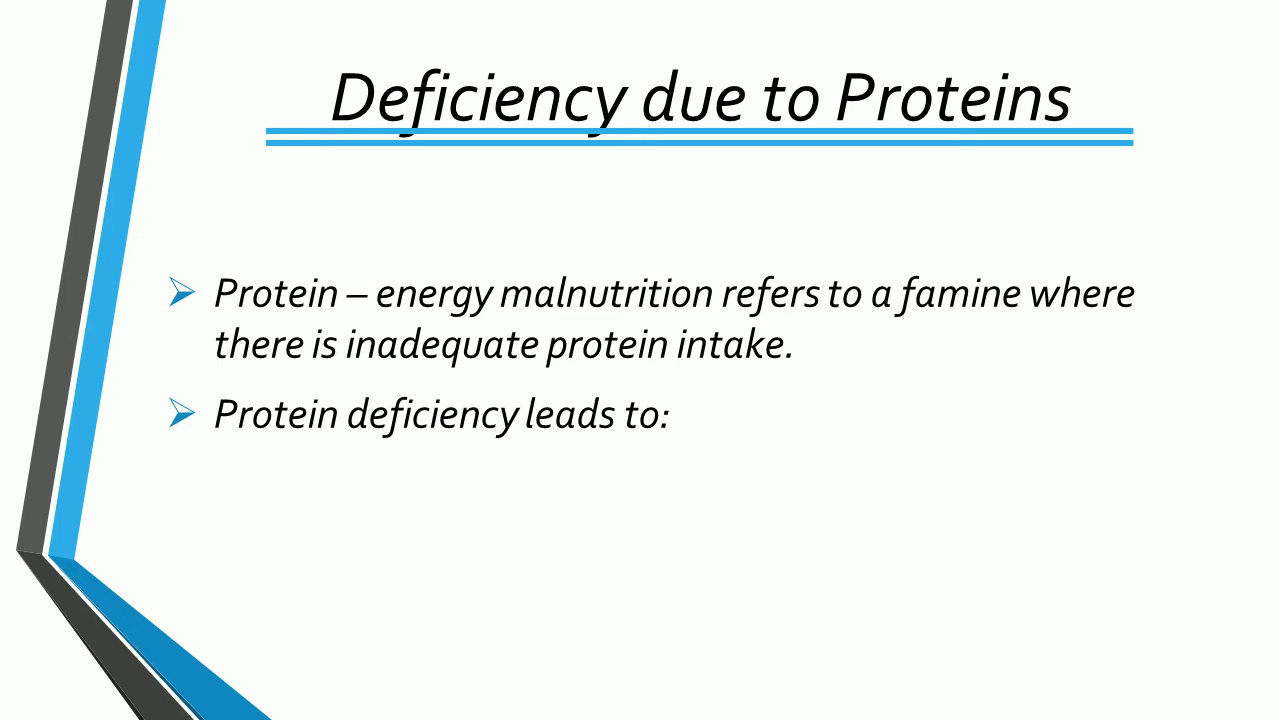 Deficiency due to Proteins
Protein – energy malnutrition refers to a famine where
there is inadequate protein intake.
Protein deficiency leads to: